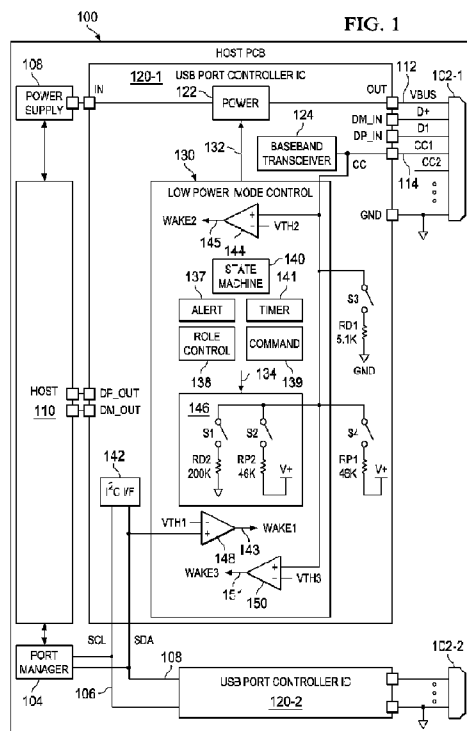 FIG. 1
100
HOST PCB
108
120-1
USB PORT CONTROLLER IC
102-1
POWER SUPPLY
IN
122
POWER
OUT
112
VBUS
D+
DM_IN
D1
DP_IN
CC1
CC2
114
124
BASEBAND TRANSCEIVER
CC
132
130
LOW POWER MODE CONTROL
GND
WAKE2
+
−
VTH2
145
144
140
STATE MACHINE
137
141
ALERT
TIMER
ROLE CONTROL
COMMAND
138
139
134
S3
RD1
5.1K
GND
HOST
110
DP_OUT
DM_OUT
146
S1
S2
S4
RD2
200K
RP2
46K
V+
RP1
46K
V+
142
I²C I/F
VTH1
−
+
WAKE1
148
143
WAKE3
+
−
VTH3
15
150
SCL
SDA
PORT MANAGER
104
106
108
USB PORT CONTROLLER IC
120-2
102-2